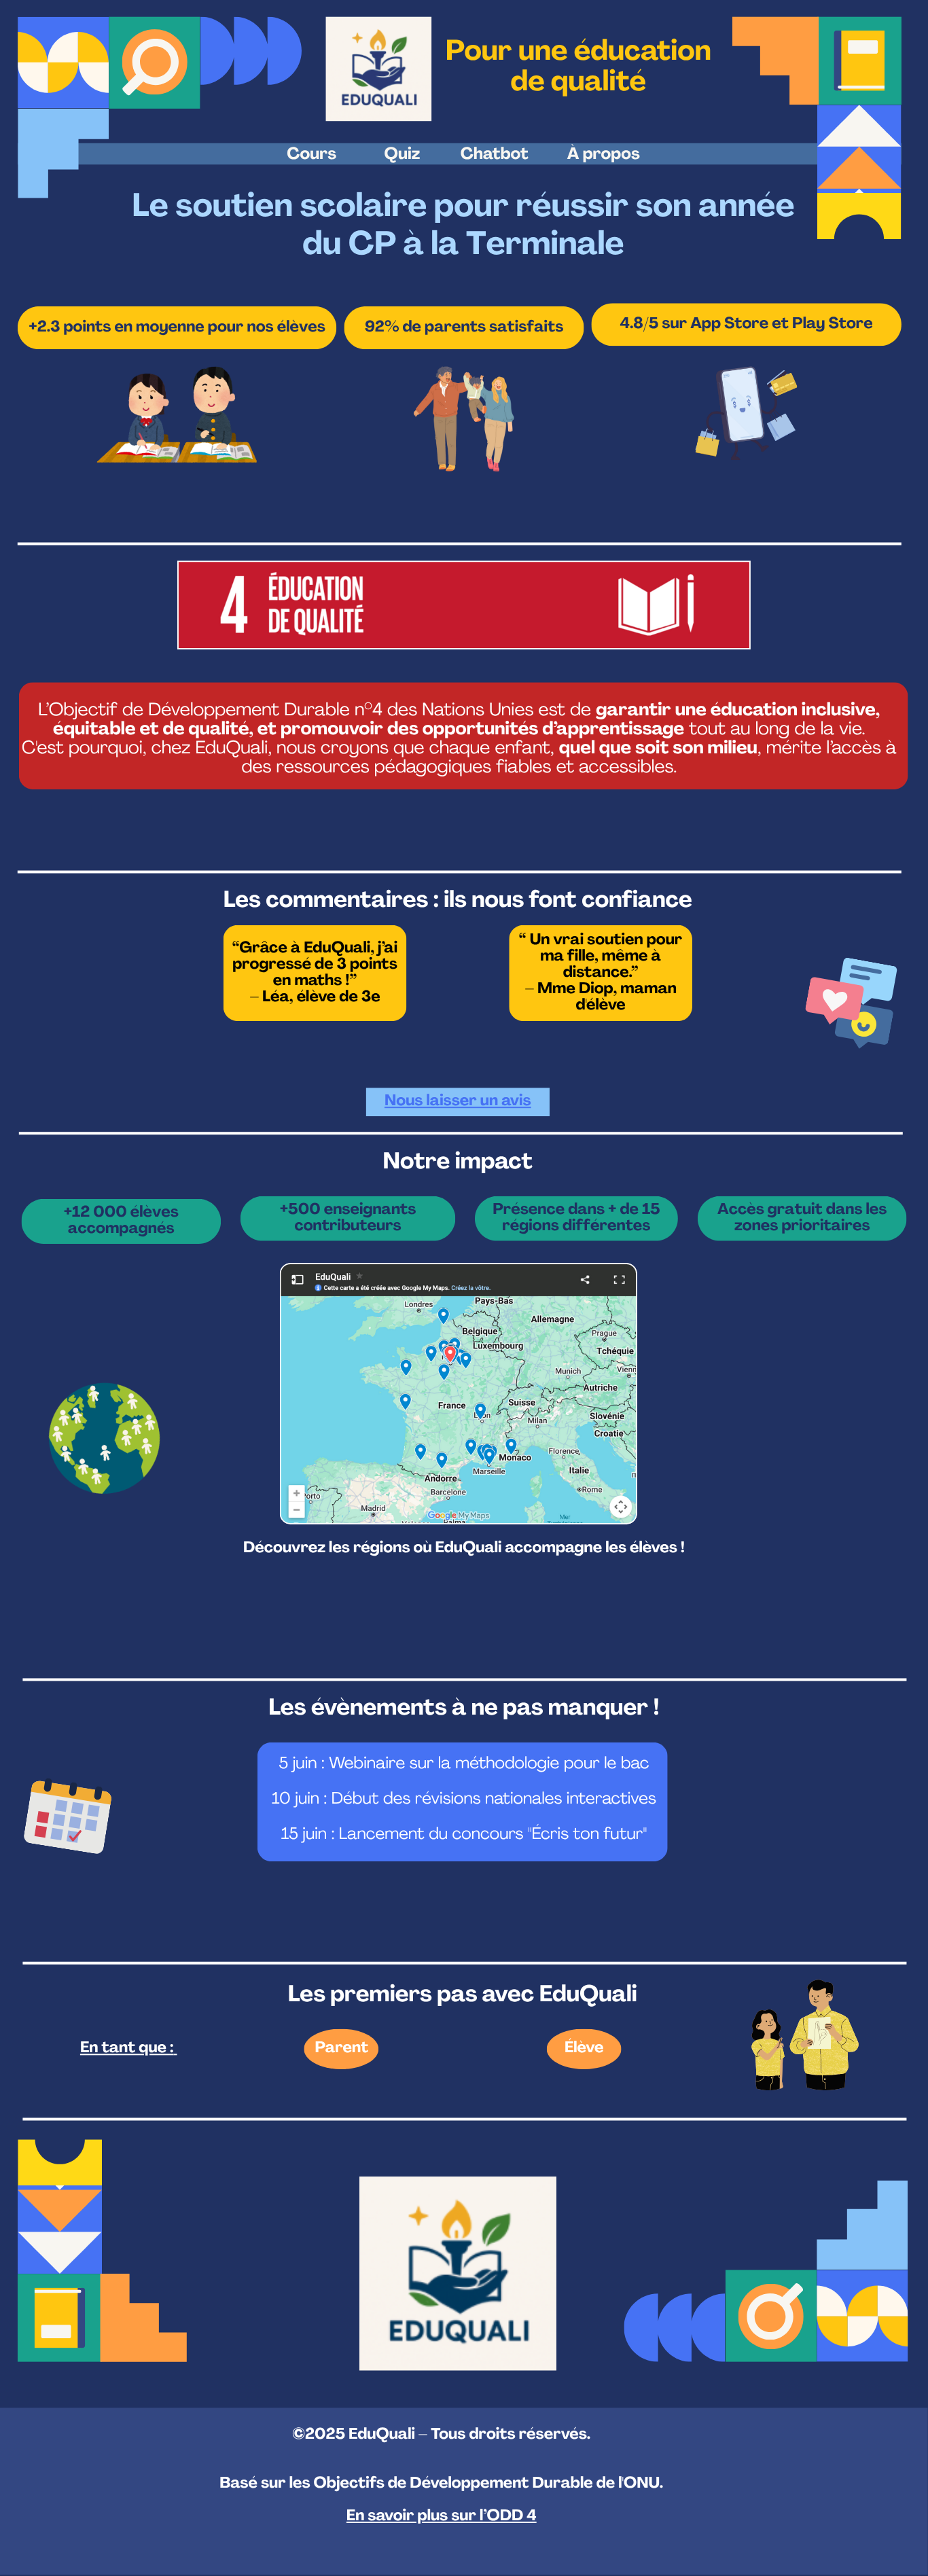 EDUQUALI
Pour une éducation
de qualité
Cours Quiz Chatbot À propos
Le soutien scolaire pour réussir son année
du CP à la Terminale
+2.3 points en moyenne pour nos élèves
92% de parents satisfaits
4.8/5 sur App Store et Play Store
4 ÉDUCATION
DE QUALITÉ
L'Objectif de Développement Durable n°4 des Nations Unies est de garantir une éducation inclusive,
équitable et de qualité, et promouvoir des opportunités d'apprentissage tout au long de la vie.
C'est pourquoi, chez EduQuali, nous croyons que chaque enfant, quel que soit son milieu, mérite l'accès à
des ressources pédagogiques fiables et accessibles.
Les commentaires : ils nous font confiance
“Grâce à EduQuali, j'ai
progressé de 3 points
en maths !”
– Léa, élève de 3e
“ Un vrai soutien pour
ma fille, même à
distance.”
– Mme Diop, maman
d'élève
Nous laisser un avis
Notre impact
+12 000 élèves
accompagnés
+500 enseignants
contributeurs
Présence dans + de 15
régions différentes
Accès gratuit dans les
zones prioritaires
EduQuali
Cette carte a été créée avec Google My Maps. Créez la vôtre.
Londres
Pays-Bas
Allemagne
Belgique
Prague
Luxembourg
Tchéquie
Munich
Autriche
France
Suisse
Milan
Slovénie
Croatie
Monaco
Florence
Marseille
Italie
Andorre
Barcelone
Rome
Madrid
Google My Maps
Découvrez les régions où EduQuali accompagne les élèves !
Les évènements à ne pas manquer !
5 juin : Webinaire sur la méthodologie pour le bac
10 juin : Début des révisions nationales interactives
15 juin : Lancement du concours "Écris ton futur"
Les premiers pas avec EduQuali
En tant que :
Parent
Élève
EDUQUALI
©2025 EduQuali – Tous droits réservés.
Basé sur les Objectifs de Développement Durable de l'ONU.
En savoir plus sur l'ODD 4